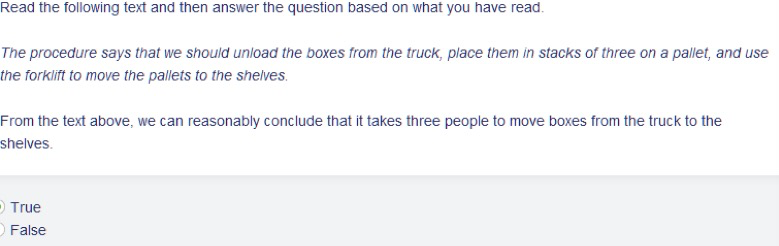 Read the following text and then answer the question based on what you have read.
The procedure says that we should unload the boxes from the truck, place them in stacks of three on a pallet, and use
the forklift to move the pallets to the shelves.
From the text above, we can reasonably conclude that it takes three people to move boxes from the truck to the
shelves.
True
False